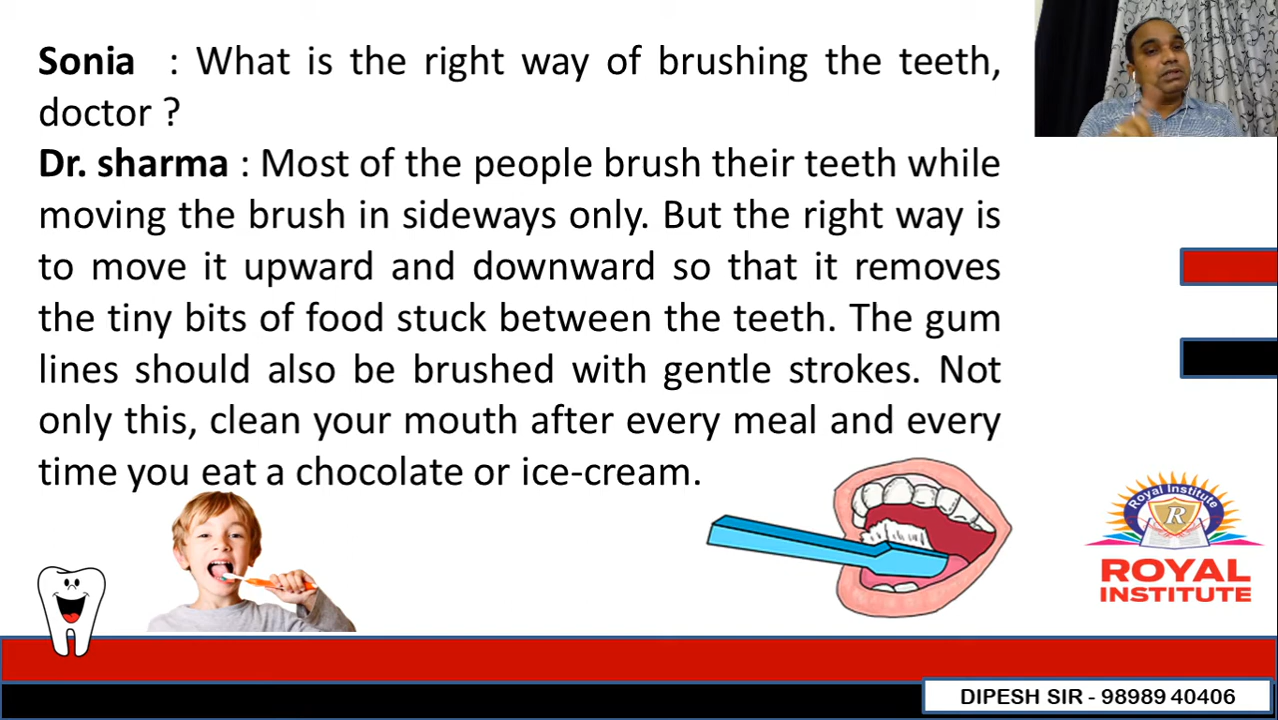 Sonia : What is the right way of brushing the teeth,
doctor ?
Dr. sharma : Most of the people brush their teeth while
moving the brush in sideways only. But the right way is
to move it upward and downward so that it removes
the tiny bits of food stuck between the teeth. The gum
lines should also be brushed with gentle strokes. Not
only this, clean your mouth after every meal and every
time you eat a chocolate or ice-cream.
Royal Institute
R
ROYAL
INSTITUTE
DIPESH SIR - 98989 40406